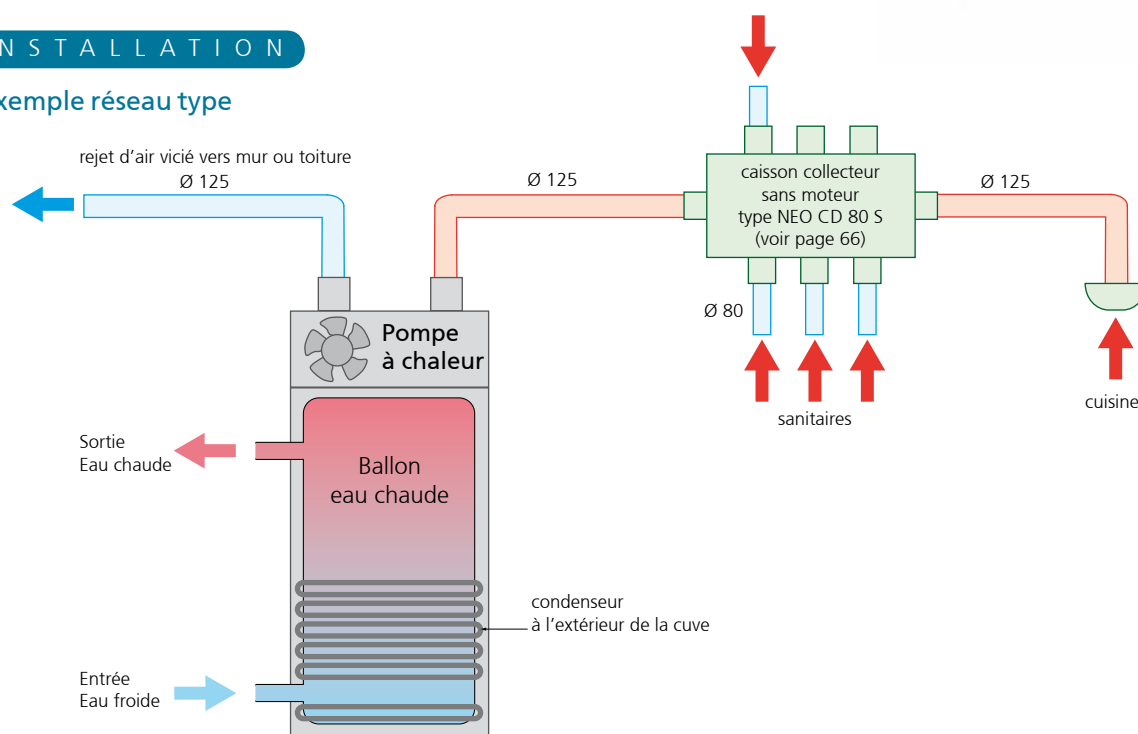 NSTALLATION
xemple réseau type
rejet d'air vicié vers mur ou toiture
Ø 125
Ø 125
caisson collecteur
sans moteur
type NEO CD 80 S
(voir page 66)
Ø 125
Ø 80
sanitaires
cuisine
Pompe
à chaleur
Sortie
Eau chaude
Ballon
eau chaude
condenseur
à l'extérieur de la cuve
Entrée
Eau froide